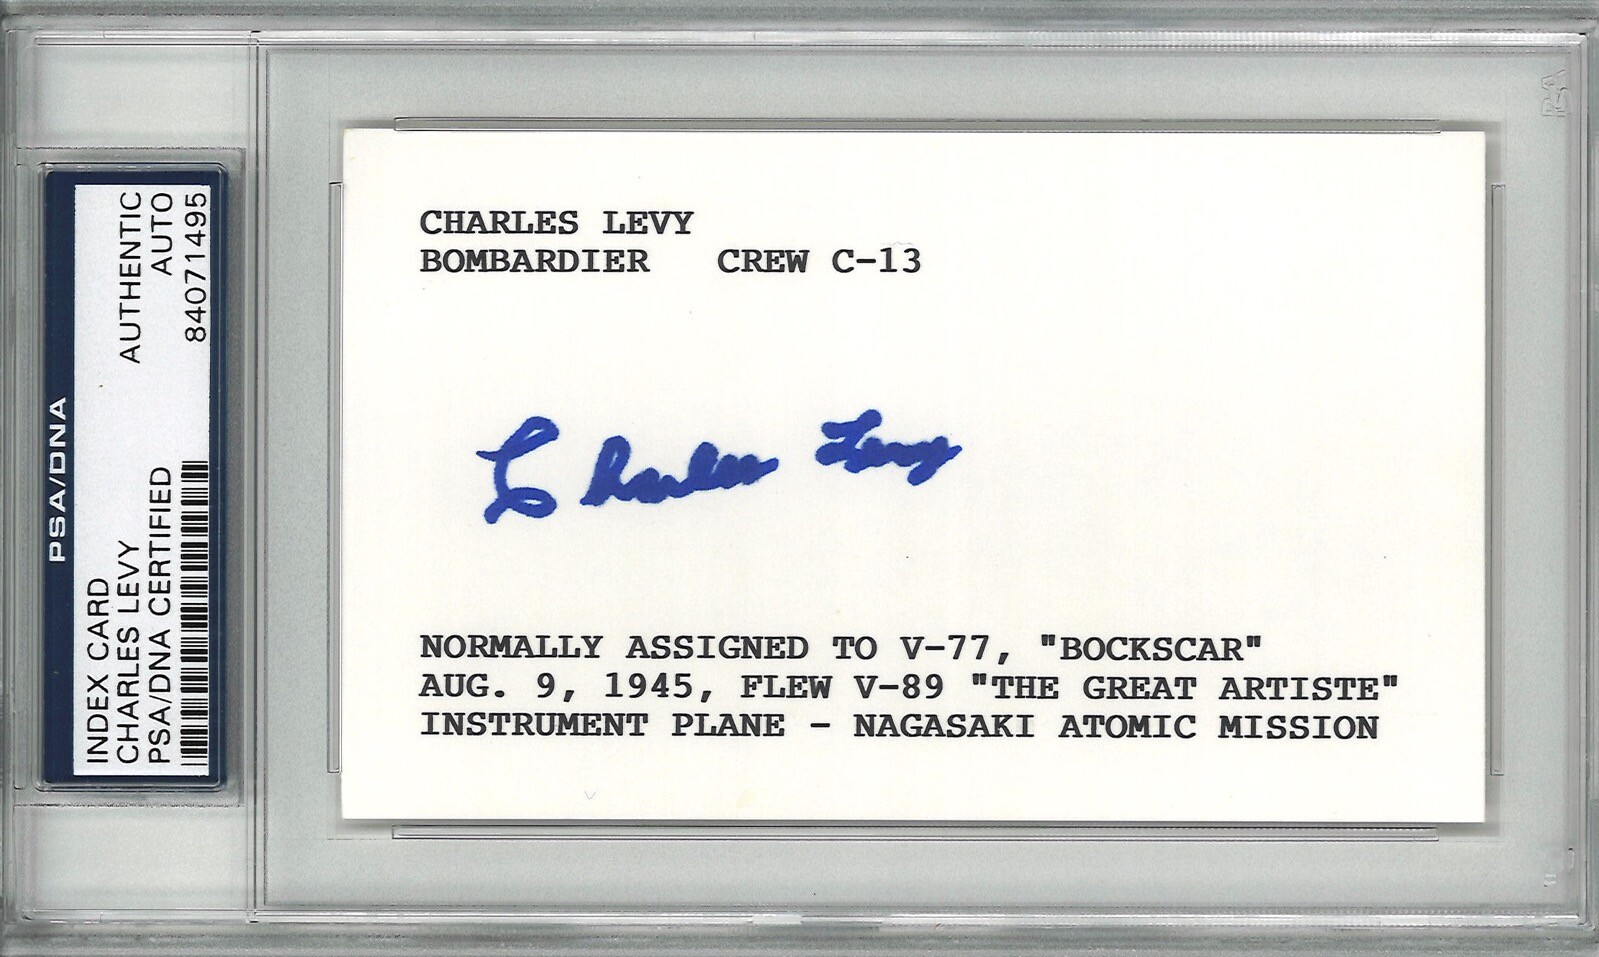 PSA/DNA
INDEX CARD
CHARLES LEVY
PSA/DNA CERTIFIED
AUTHENTIC
AUTO
84071495
CHARLES LEVY
BOMBARDIER   CREW C-13
Charles Levy
NORMALLY ASSIGNED TO V-77, "BOCKSCAR"
AUG. 9, 1945, FLEW V-89 "THE GREAT ARTISTE"
INSTRUMENT PLANE - NAGASAKI ATOMIC MISSION
PSA